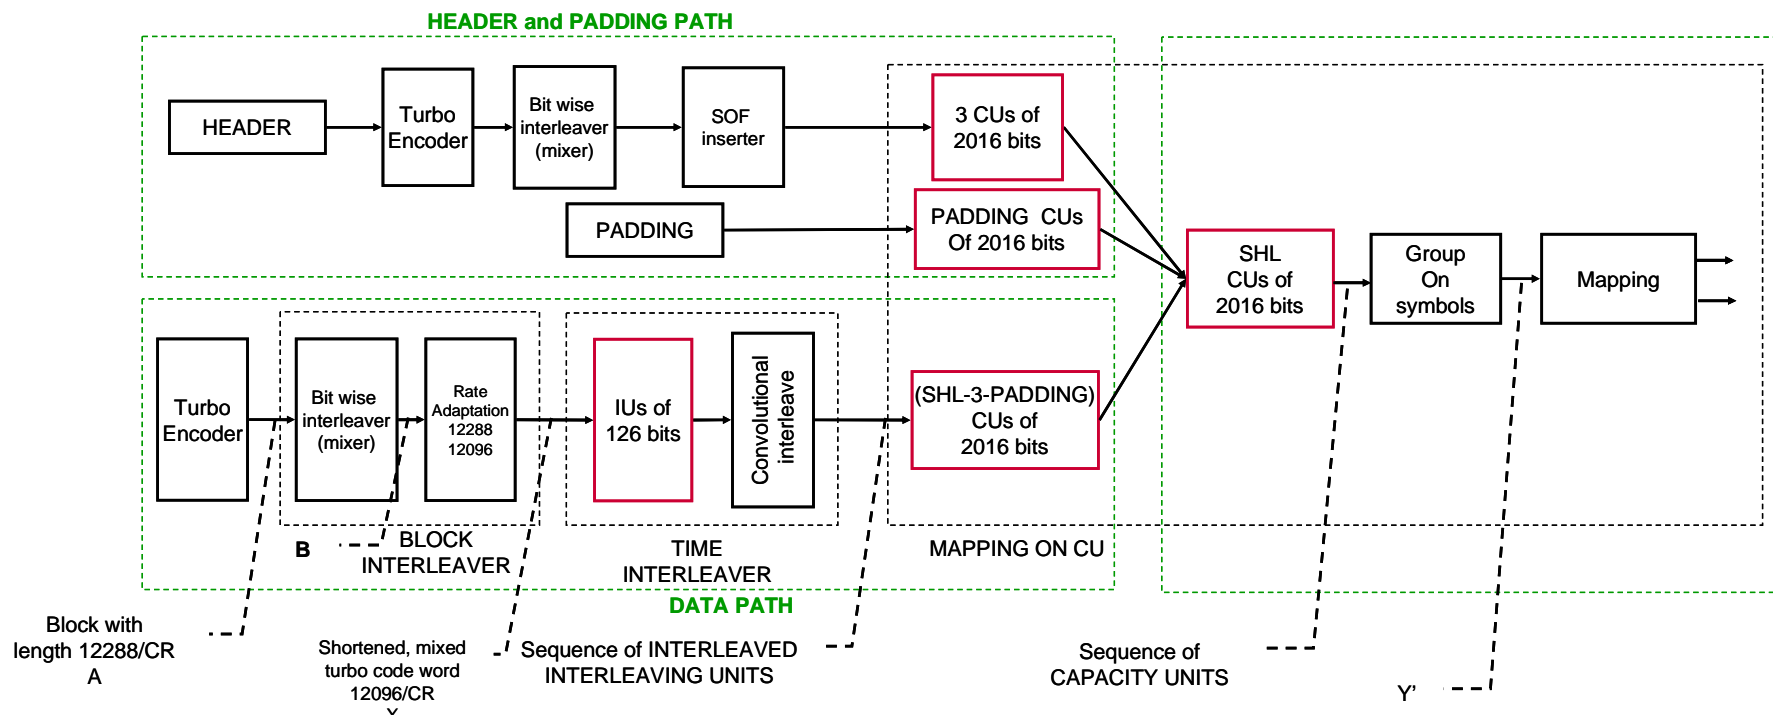 HEADER and PADDING PATH
HEADER
Turbo
Encoder
Bit wise
interleaver
(mixer)
SOF
inserter
3 CUs of
2016 bits
PADDING
PADDING CUs
Of 2016 bits
SHL
CUs of
2016 bits
Group
On
symbols
Mapping
Turbo
Encoder
Bit wise
interleaver
(mixer)
Rate
Adaptation
12288
12096
IUs of
126 bits
Convolutional
interleave
(SHL-3-PADDING)
CUs of
2016 bits
B
BLOCK
INTERLEAVER
TIME
INTERLEAVER
MAPPING ON CU
DATA PATH
Block with
length 12288/CR
A
Shortened, mixed
turbo code word
12096/CR
X
Sequence of INTERLEAVED
INTERLEAVING UNITS
Sequence of
CAPACITY UNITS
Y'